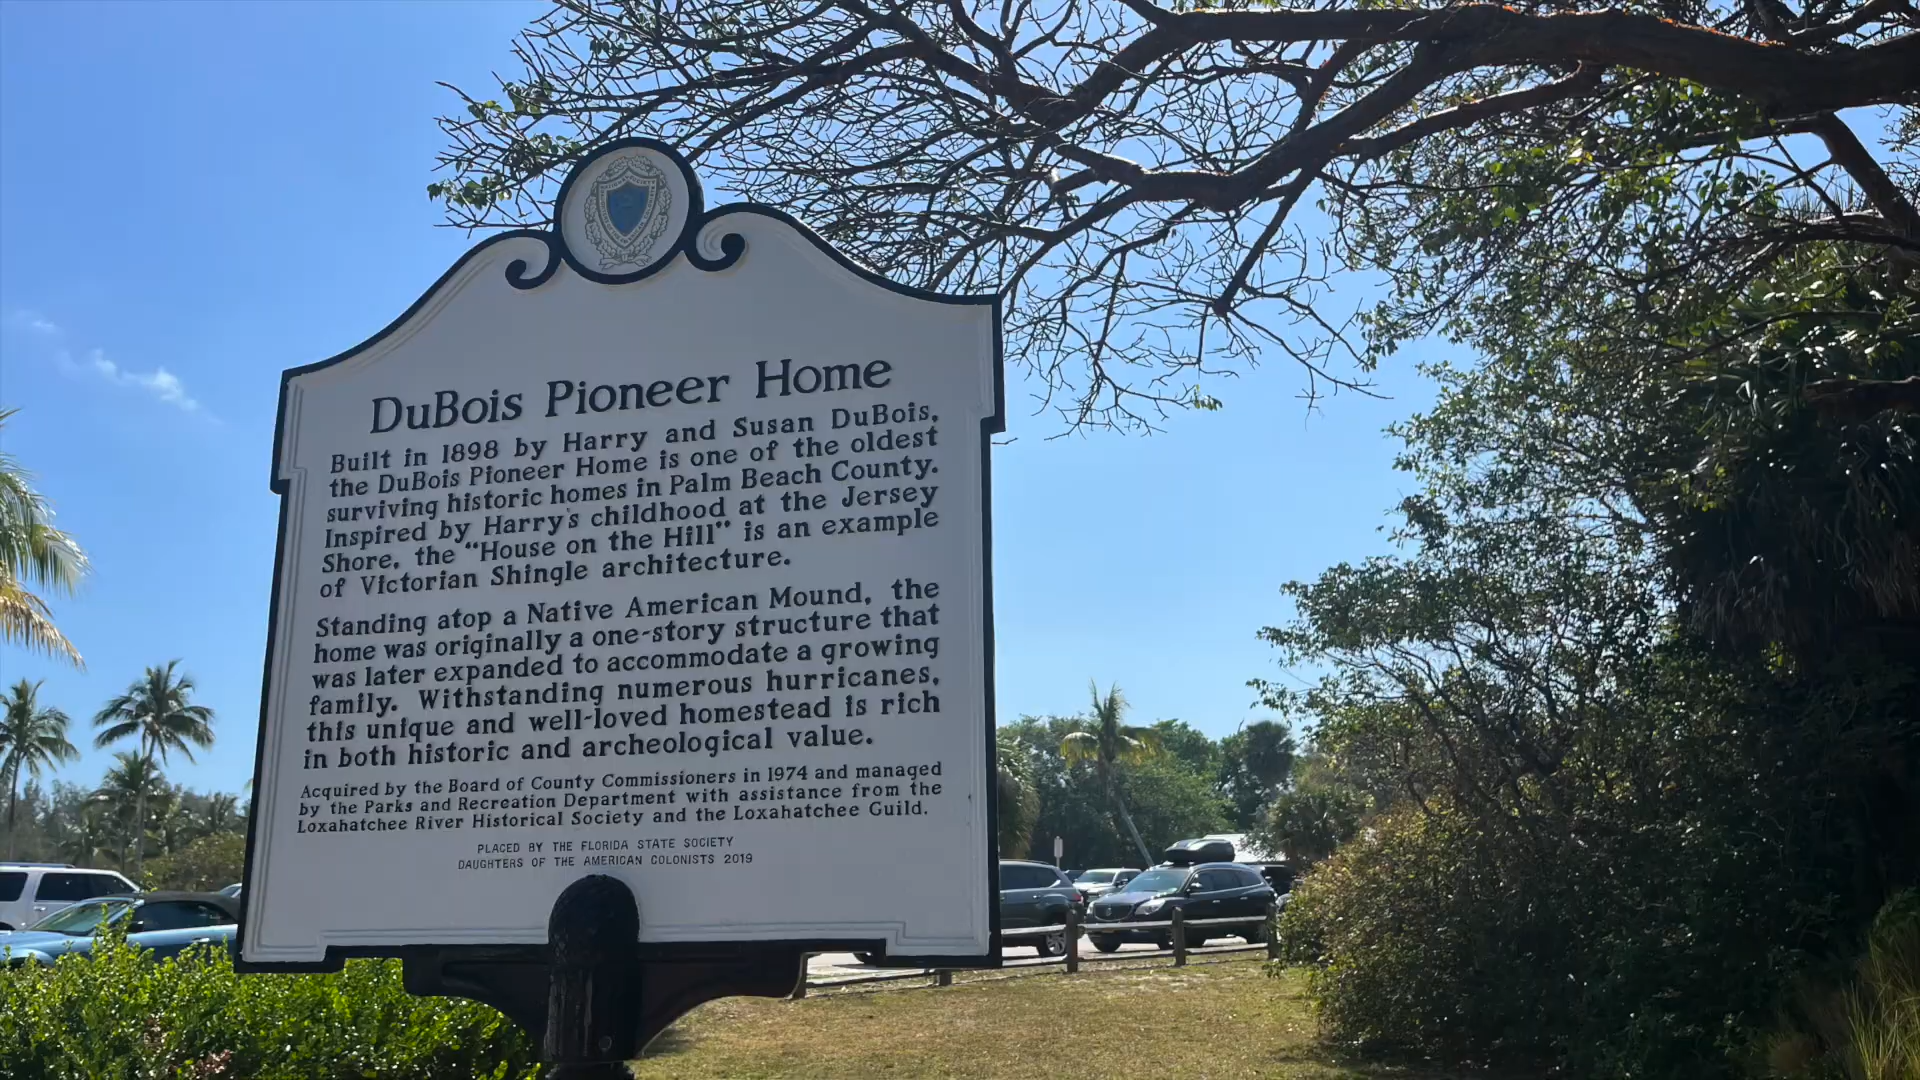 DuBois Pioneer Home
Built in 1898 by Harry and Susan DuBois,
the DuBois Pioneer Home is one of the oldest
surviving historic homes in Palm Beach County.
Inspired by Harry's childhood at the Jersey
Shore, the "House on the Hill" is an example
of Victorian Shingle architecture.
Standing atop a Native American Mound, the
home was originally a one-story structure that
was later expanded to accommodate a growing
family. Withstanding numerous hurricanes,
this unique and well-loved homestead is rich
in both historic and archeological value.
Acquired by the Board of County Commissioners in 1974 and managed
by the Parks and Recreation Department with assistance from the
Loxahatchee River Historical Society and the Loxahatchee Guild.
PLACED BY THE FLORIDA STATE SOCIETY
DAUGHTERS OF THE AMERICAN COLONISTS 2019